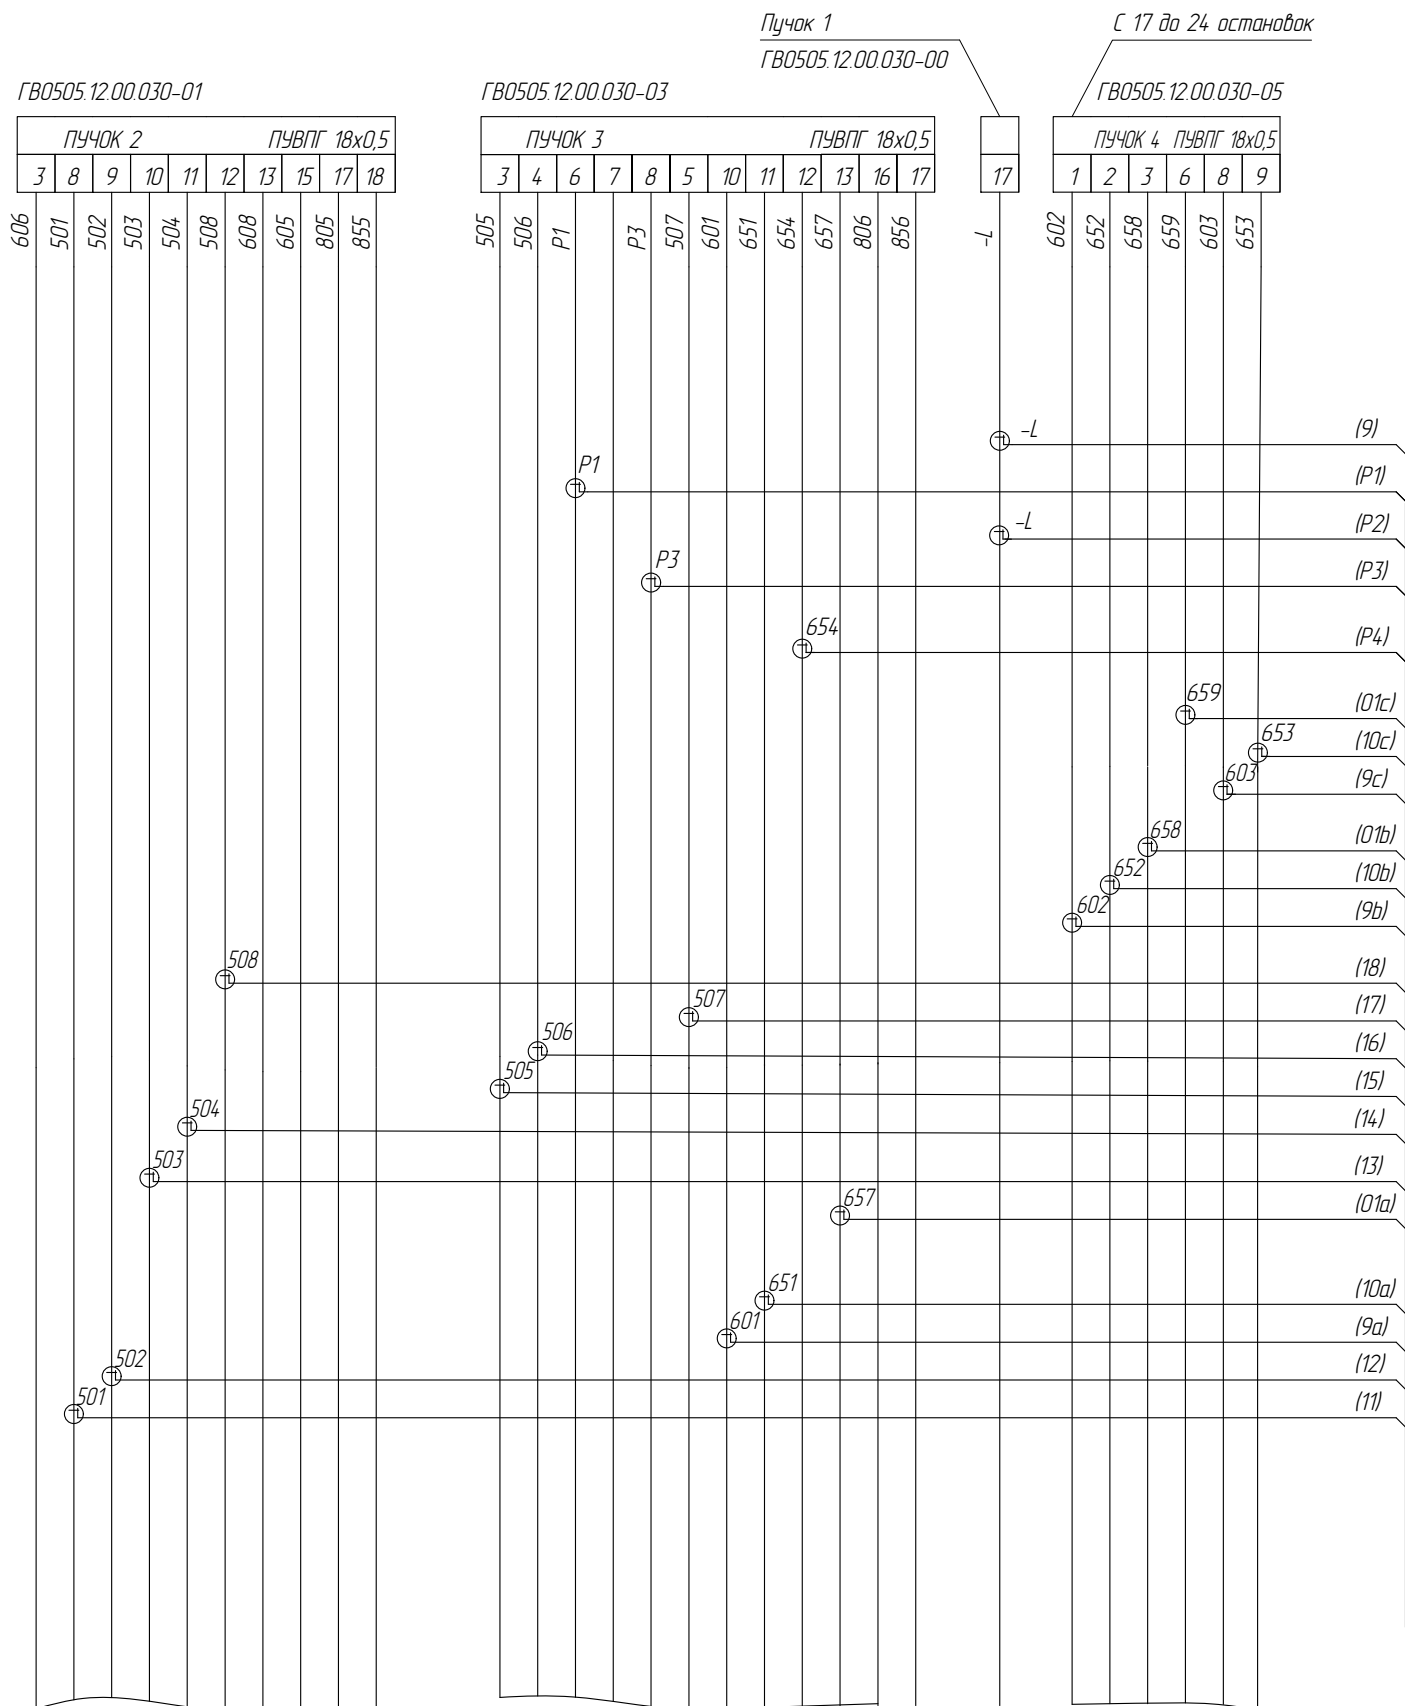 Пучок 1
С 17 до 24 остановок
ГВ0505.12.00.030-00
ГВ0505.12.00.030-01
ГВ0505.12.00.030-03
ГВ0505.12.00.030-05
ПУЧОК 2 ПУВПГ 18х0,5
ПУЧОК 3 ПУВПГ 18х0,5
ПУЧОК 4 ПУВПГ 18х0,5
3 8 9 10 11 12 13 15 17 18
3 4 6 7 8 5 10 11 12 13 16 17
17
1 2 3 6 8 9
606 501 502 503 504 508 608 605 805 855
505 506 P1 P3 507 601 651 654 657 806 856
-L
602 652 658 659 603 653
-L (9)
P1 (P1)
-L (P2)
P3 (P3)
654 (P4)
659 (01c)
653 (10c)
603 (9c)
658 (01b)
652 (10b)
602 (9b)
508 (18)
507 (17)
506 (16)
505 (15)
504 (14)
503 (13)
657 (01a)
651 (10a)
601 (9a)
502 (12)
501 (11)